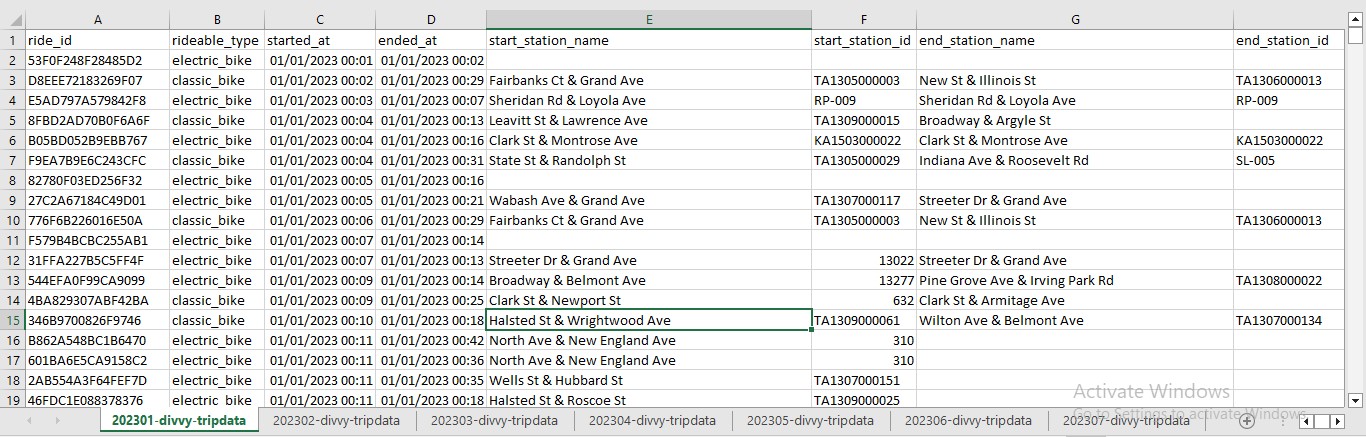 A B C D E F G
1 ride_id rideable_type started_at ended_at start_station_name start_station_id end_station_name end_station_id
2 53F0F248F28485D2 electric_bike 01/01/2023 00:01 01/01/2023 00:02
3 D8EEE72183269F07 classic_bike 01/01/2023 00:02 01/01/2023 00:29 Fairbanks Ct & Grand Ave TA1305000003 New St & Illinois St TA1306000013
4 E5AD797A579842F8 electric_bike 01/01/2023 00:03 01/01/2023 00:07 Sheridan Rd & Loyola Ave RP-009 Sheridan Rd & Loyola Ave RP-009
5 8FBD2AD70B0F6A6F classic_bike 01/01/2023 00:04 01/01/2023 00:13 Leavitt St & Lawrence Ave TA1309000015 Broadway & Argyle St
6 B05BD052B9EBB767 electric_bike 01/01/2023 00:04 01/01/2023 00:16 Clark St & Montrose Ave KA1503000022 Clark St & Montrose Ave KA1503000022
7 F9EA7B9E6C243CFC classic_bike 01/01/2023 00:04 01/01/2023 00:31 State St & Randolph St TA1305000029 Indiana Ave & Roosevelt Rd SL-005
8 82780F03ED256F32 electric_bike 01/01/2023 00:05 01/01/2023 00:16
9 27C2A67184C49D01 electric_bike 01/01/2023 00:05 01/01/2023 00:21 Wabash Ave & Grand Ave TA1307000117 Streeter Dr & Grand Ave
10 776F6B226016E50A classic_bike 01/01/2023 00:06 01/01/2023 00:29 Fairbanks Ct & Grand Ave TA1305000003 New St & Illinois St TA1306000013
11 F579B4BCBC255AB1 electric_bike 01/01/2023 00:07 01/01/2023 00:14
12 31FFA227B5C5FF4F electric_bike 01/01/2023 00:07 01/01/2023 00:13 Streeter Dr & Grand Ave 13022 Streeter Dr & Grand Ave
13 544EFA0F99CA9099 electric_bike 01/01/2023 00:09 01/01/2023 00:14 Broadway & Belmont Ave 13277 Pine Grove Ave & Irving Park Rd TA1308000022
14 4BA829307ABF42BA classic_bike 01/01/2023 00:09 01/01/2023 00:25 Clark St & Newport St 632 Clark St & Armitage Ave
15 346B9700826F9746 classic_bike 01/01/2023 00:10 01/01/2023 00:18 Halsted St & Wrightwood Ave TA1309000061 Wilton Ave & Belmont Ave TA1307000134
16 B862A548BC1B6470 electric_bike 01/01/2023 00:11 01/01/2023 00:42 North Ave & New England Ave 310
17 601BA6E5CA9158C2 electric_bike 01/01/2023 00:11 01/01/2023 00:36 North Ave & New England Ave 310
18 2AB554A3F64FEF7D electric_bike 01/01/2023 00:11 01/01/2023 00:35 Wells St & Hubbard St TA1307000151
19 46FDC1E088378376 electric_bike 01/01/2023 00:11 01/01/2023 00:18 Halsted St & Roscoe St TA1309000025
Activate Windows
Go to Settings to activate Windows.
202301-divvy-tripdata 202302-divvy-tripdata 202303-divvy-tripdata 202304-divvy-tripdata 202305-divvy-tripdata 202306-divvy-tripdata 202307-divvy-tripdata